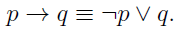 p → q ≡ ¬p ∨ q.